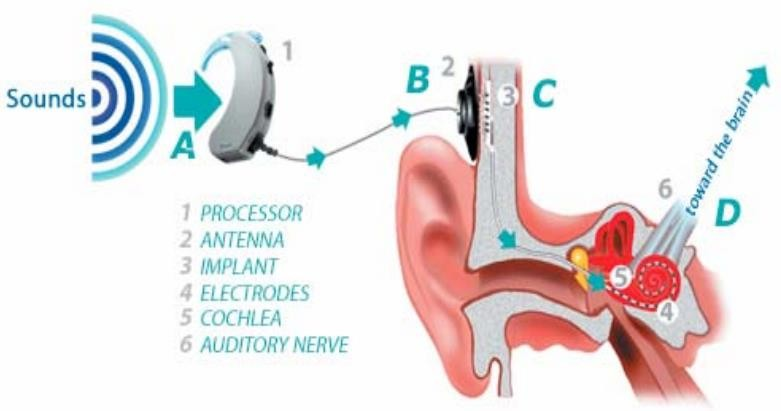 Sounds
A
1
B
2
3
C
6
toward the brain
D
5
4
1 PROCESSOR
2 ANTENNA
3 IMPLANT
4 ELECTRODES
5 COCHLEA
6 AUDITORY NERVE